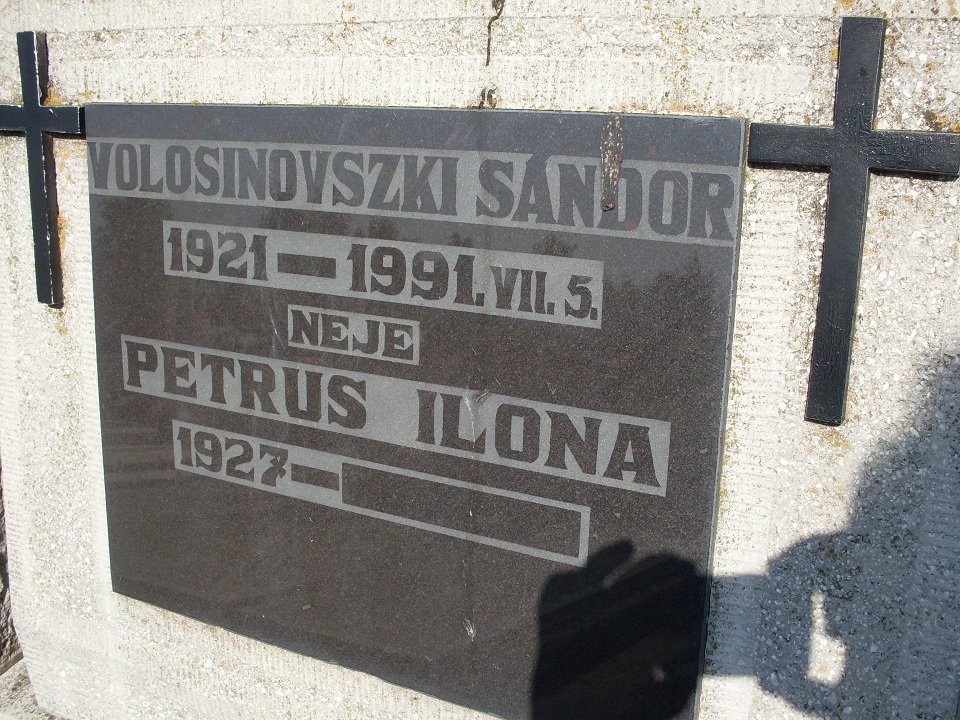 VOLOSINOVSZKI SÁNDOR
1921 — 1991. VII. 5.
NEJE
PETRUS ILONA
1927 —